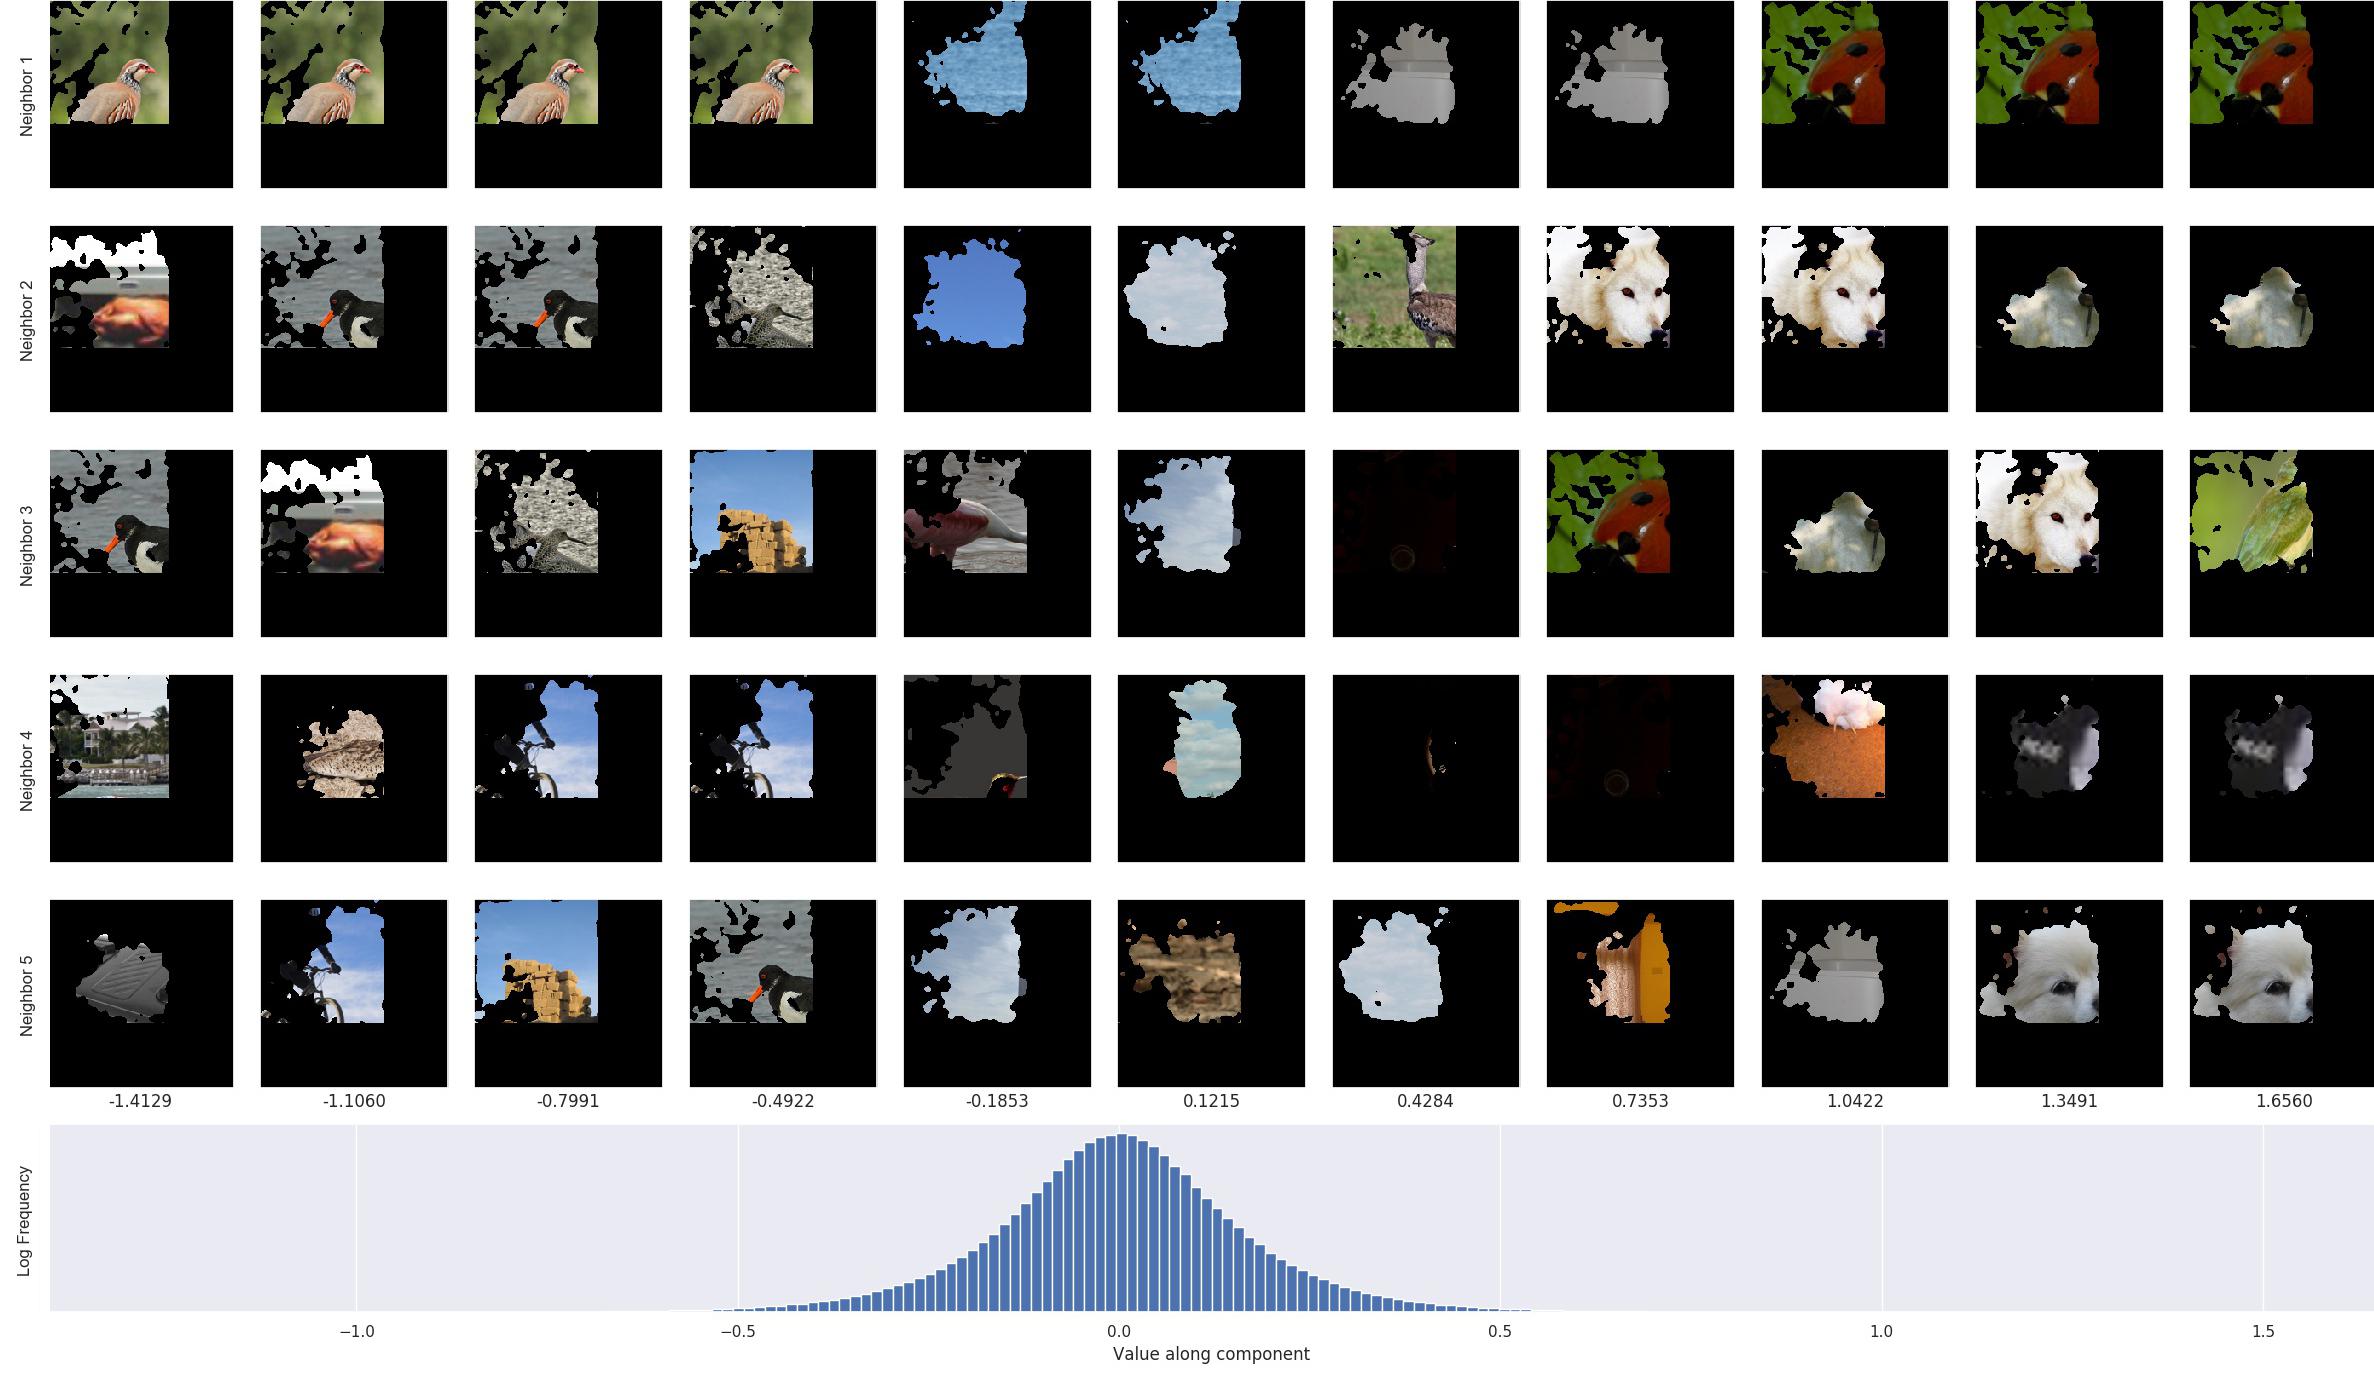 Neighbor 1
Neighbor 2
Neighbor 3
Neighbor 4
Neighbor 5
-1.4129 -1.1060 -0.7991 -0.4922 -0.1853 0.1215 0.4284 0.7353 1.0422 1.3491 1.6560
Log Frequency
−1.0 −0.5 0.0 0.5 1.0 1.5
Value along component